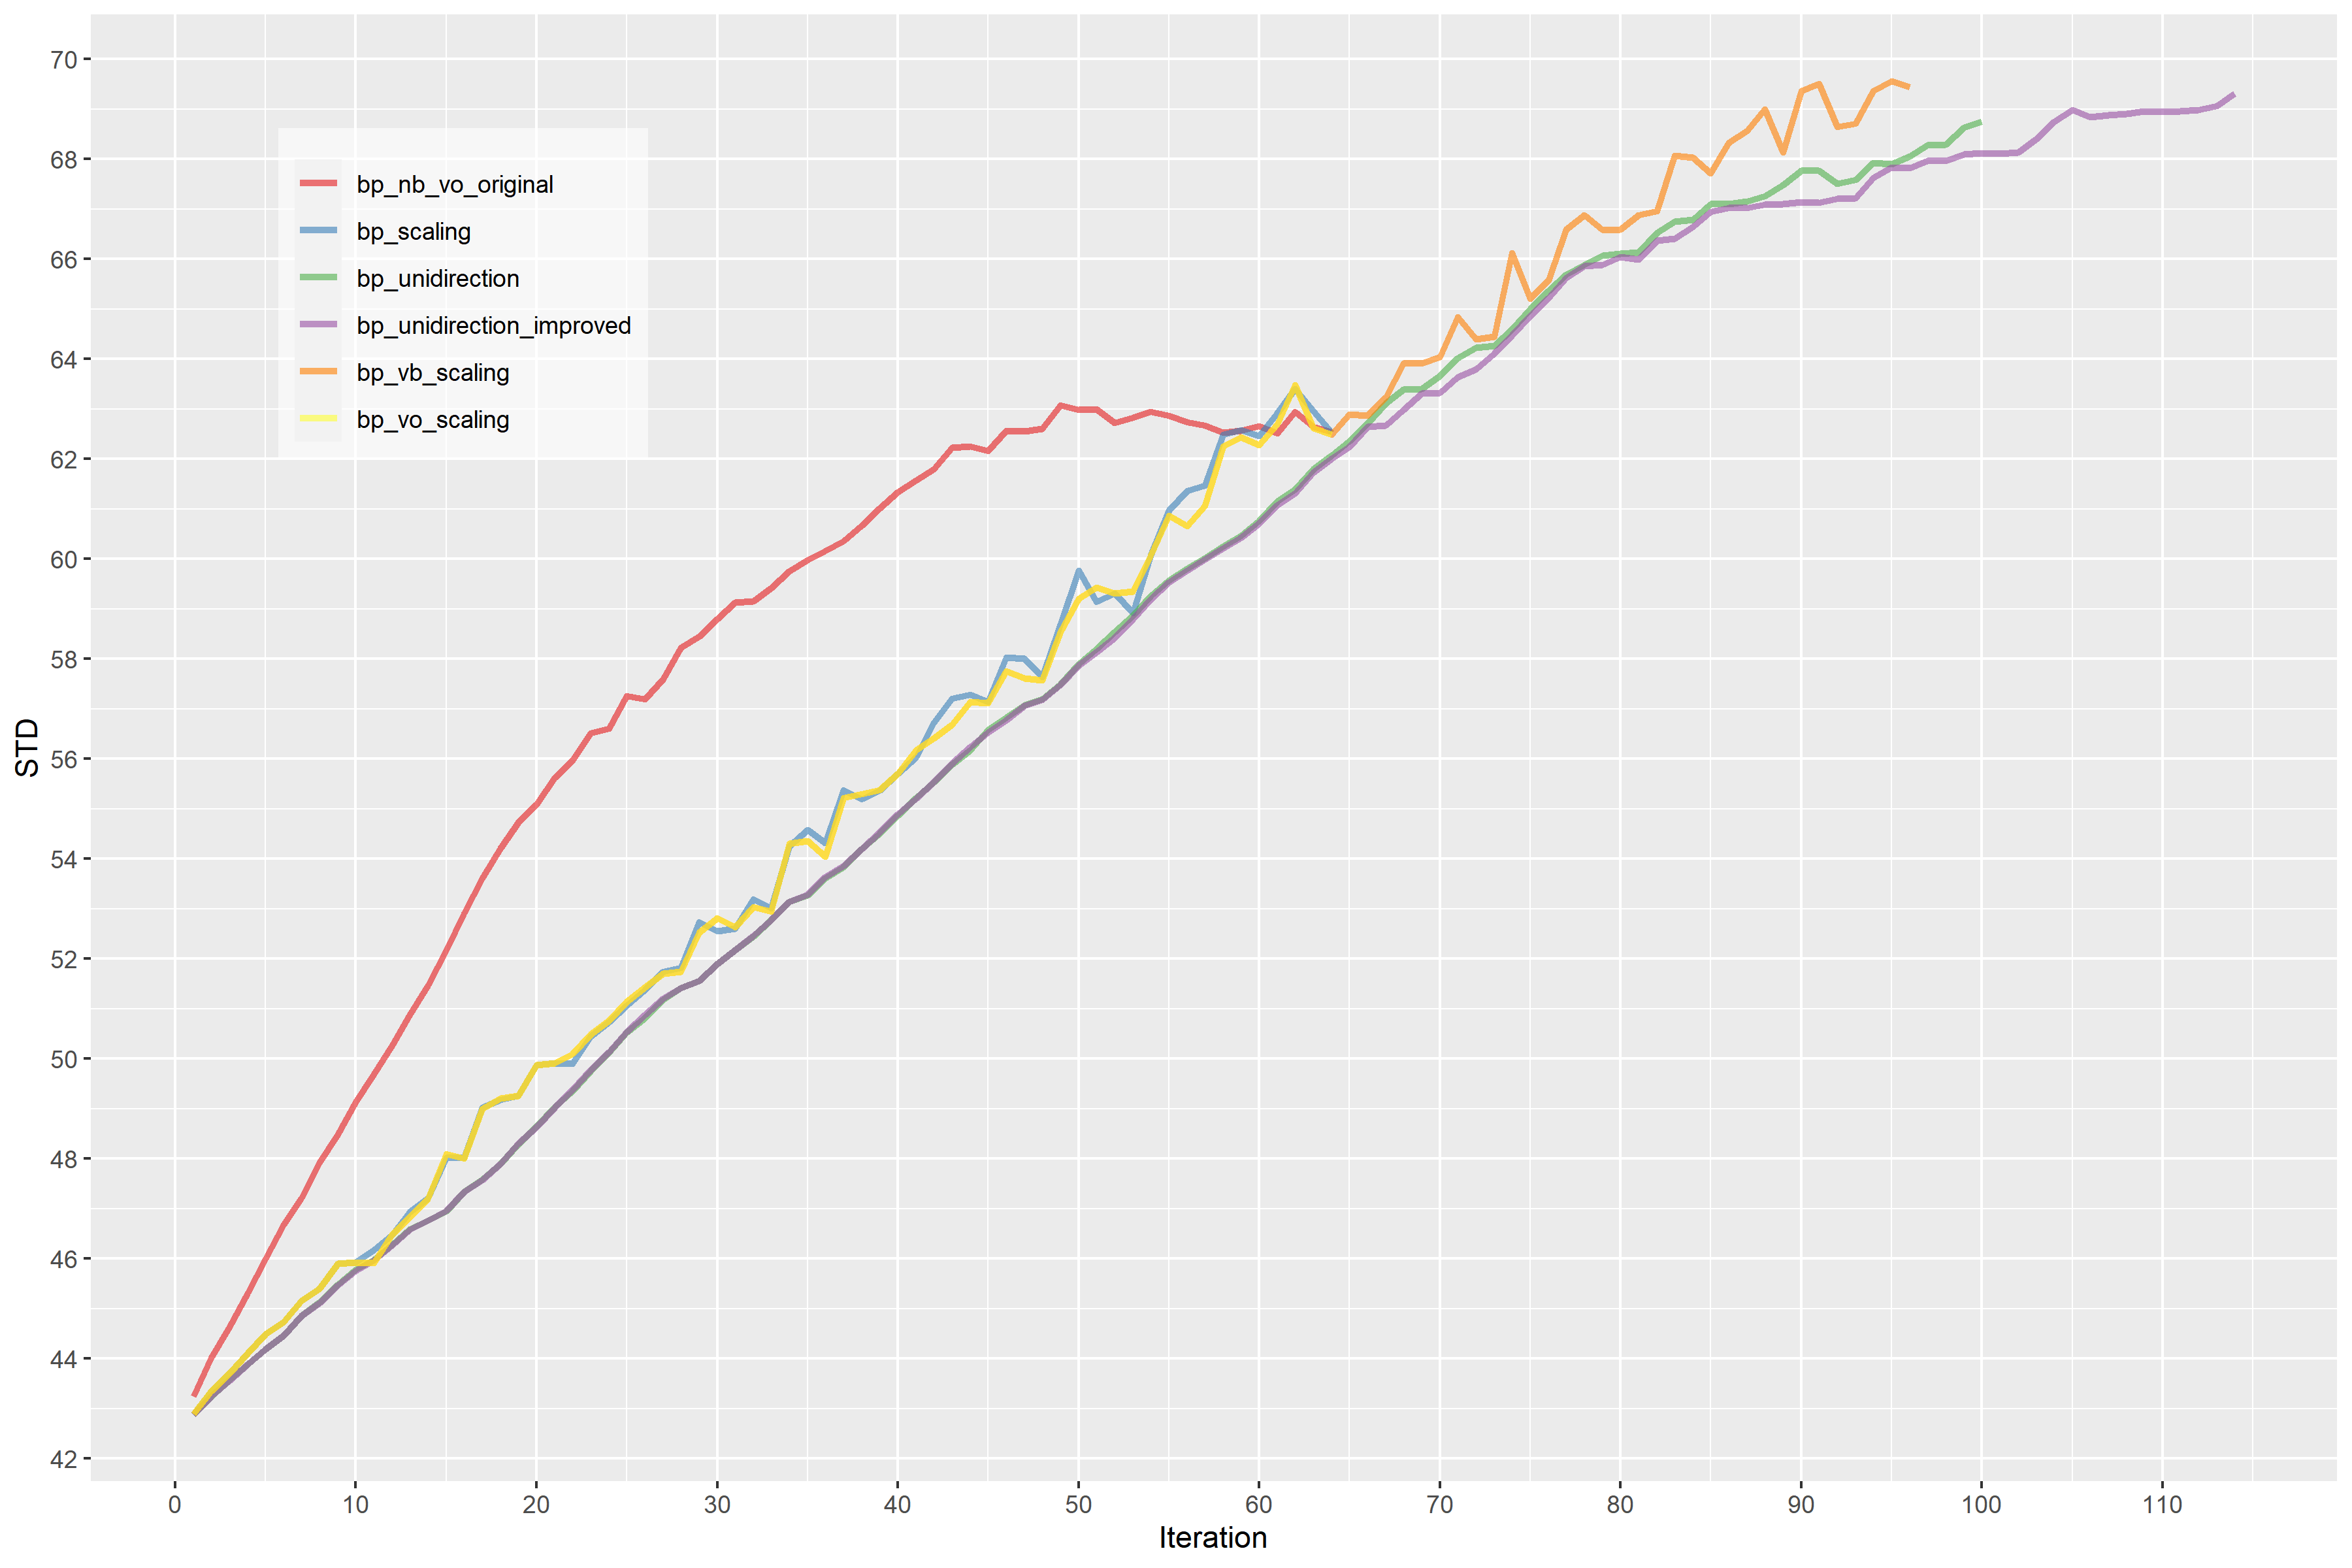 70
68
66
64
62
60
58
56
54
52
50
48
46
44
42
STD
bp_nb_vo_original
bp_scaling
bp_unidirection
bp_unidirection_improved
bp_vb_scaling
bp_vo_scaling
0 10 20 30 40 50 60 70 80 90 100 110
Iteration